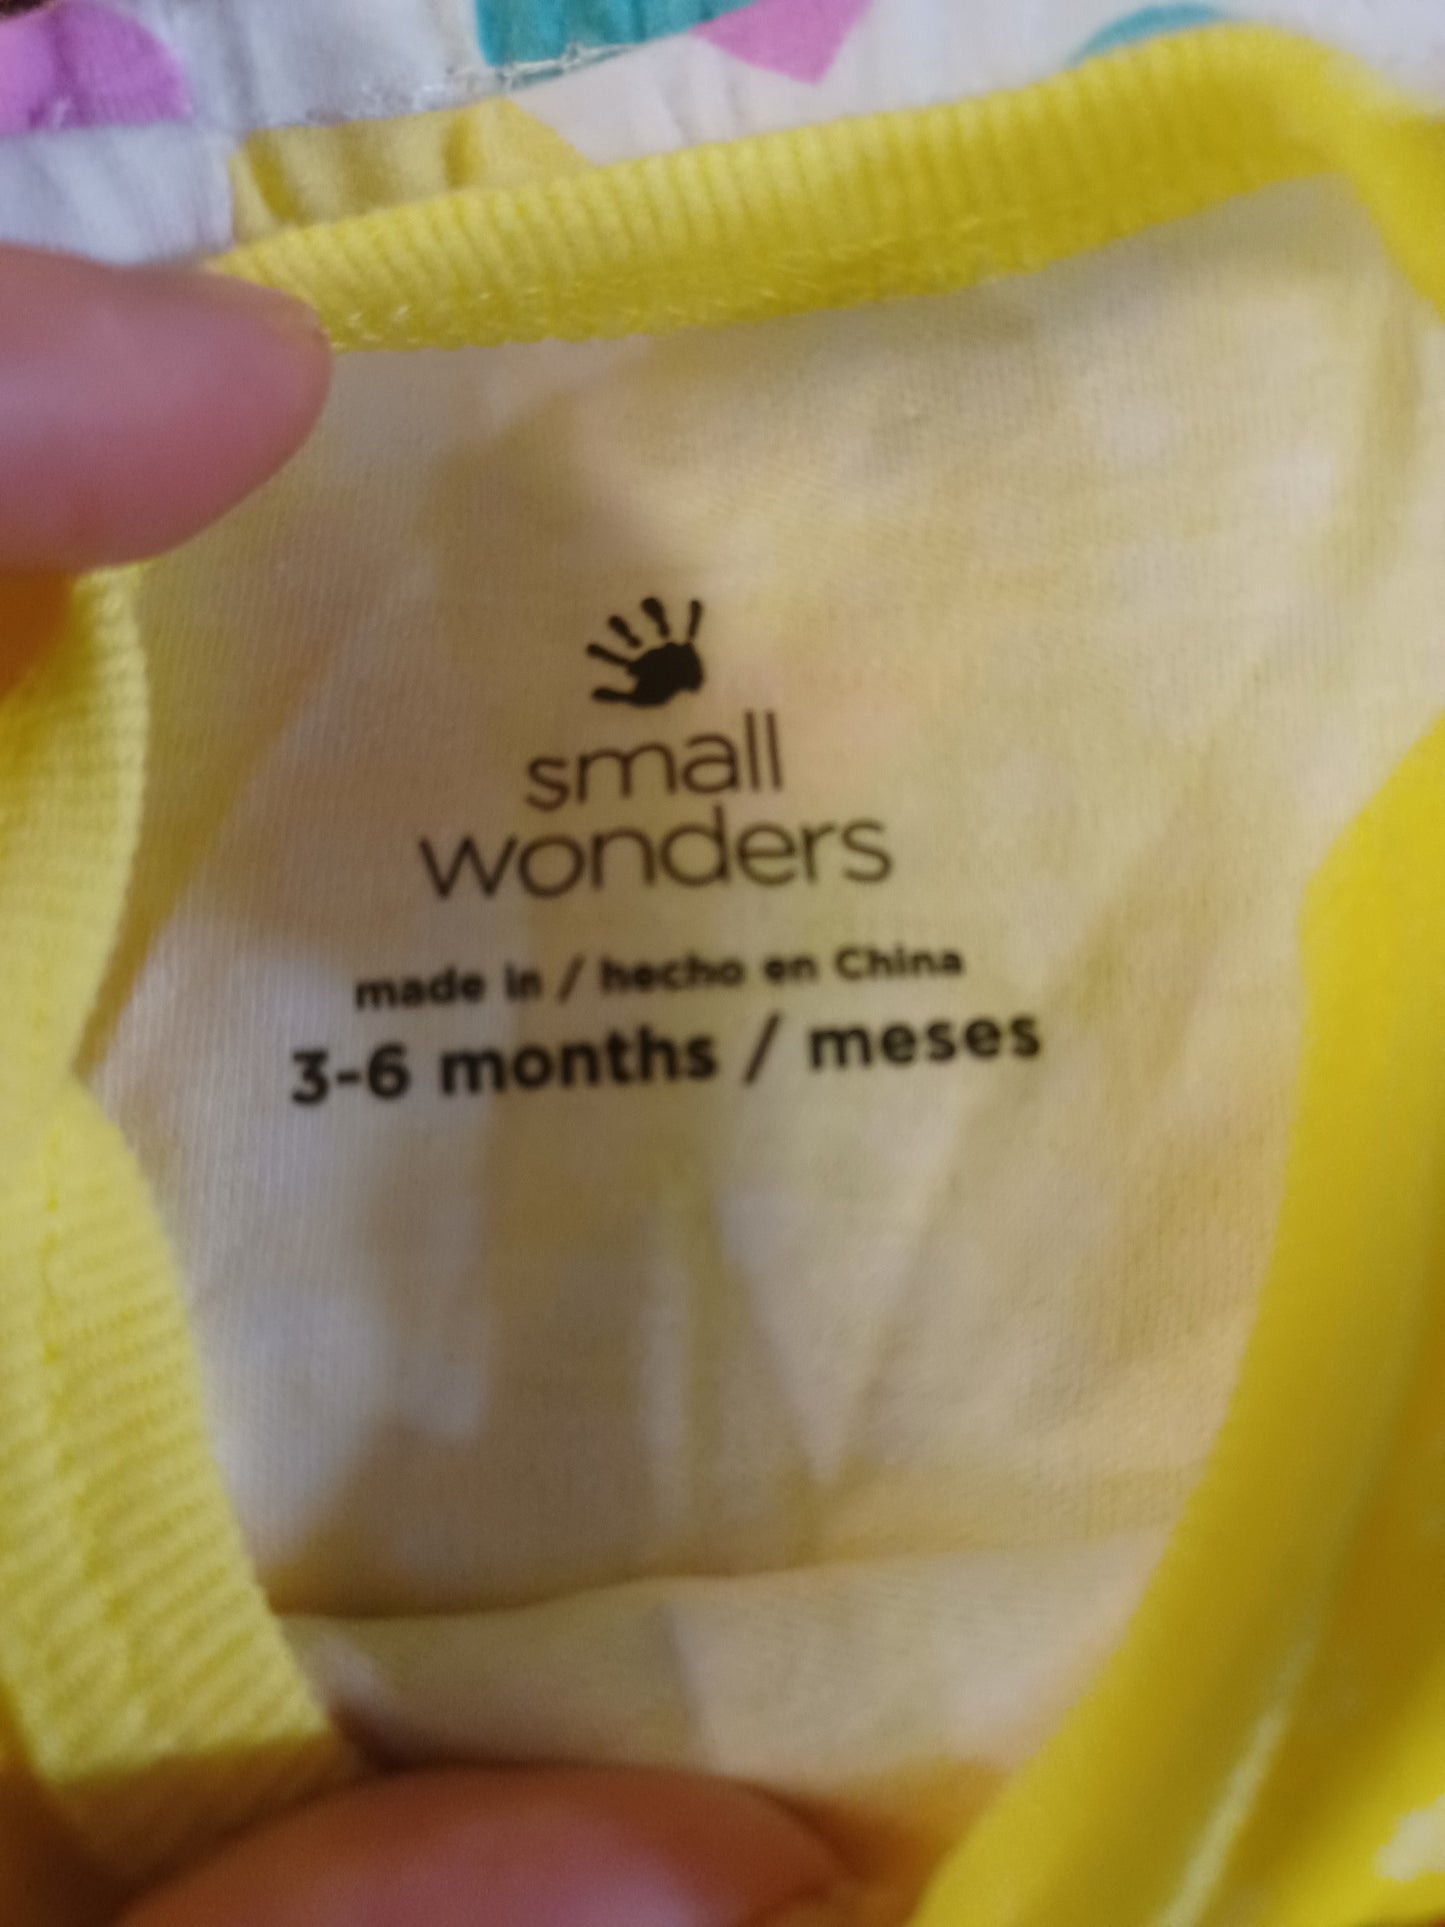 small
wonders
made in / hecho en China
3-6 months / meses